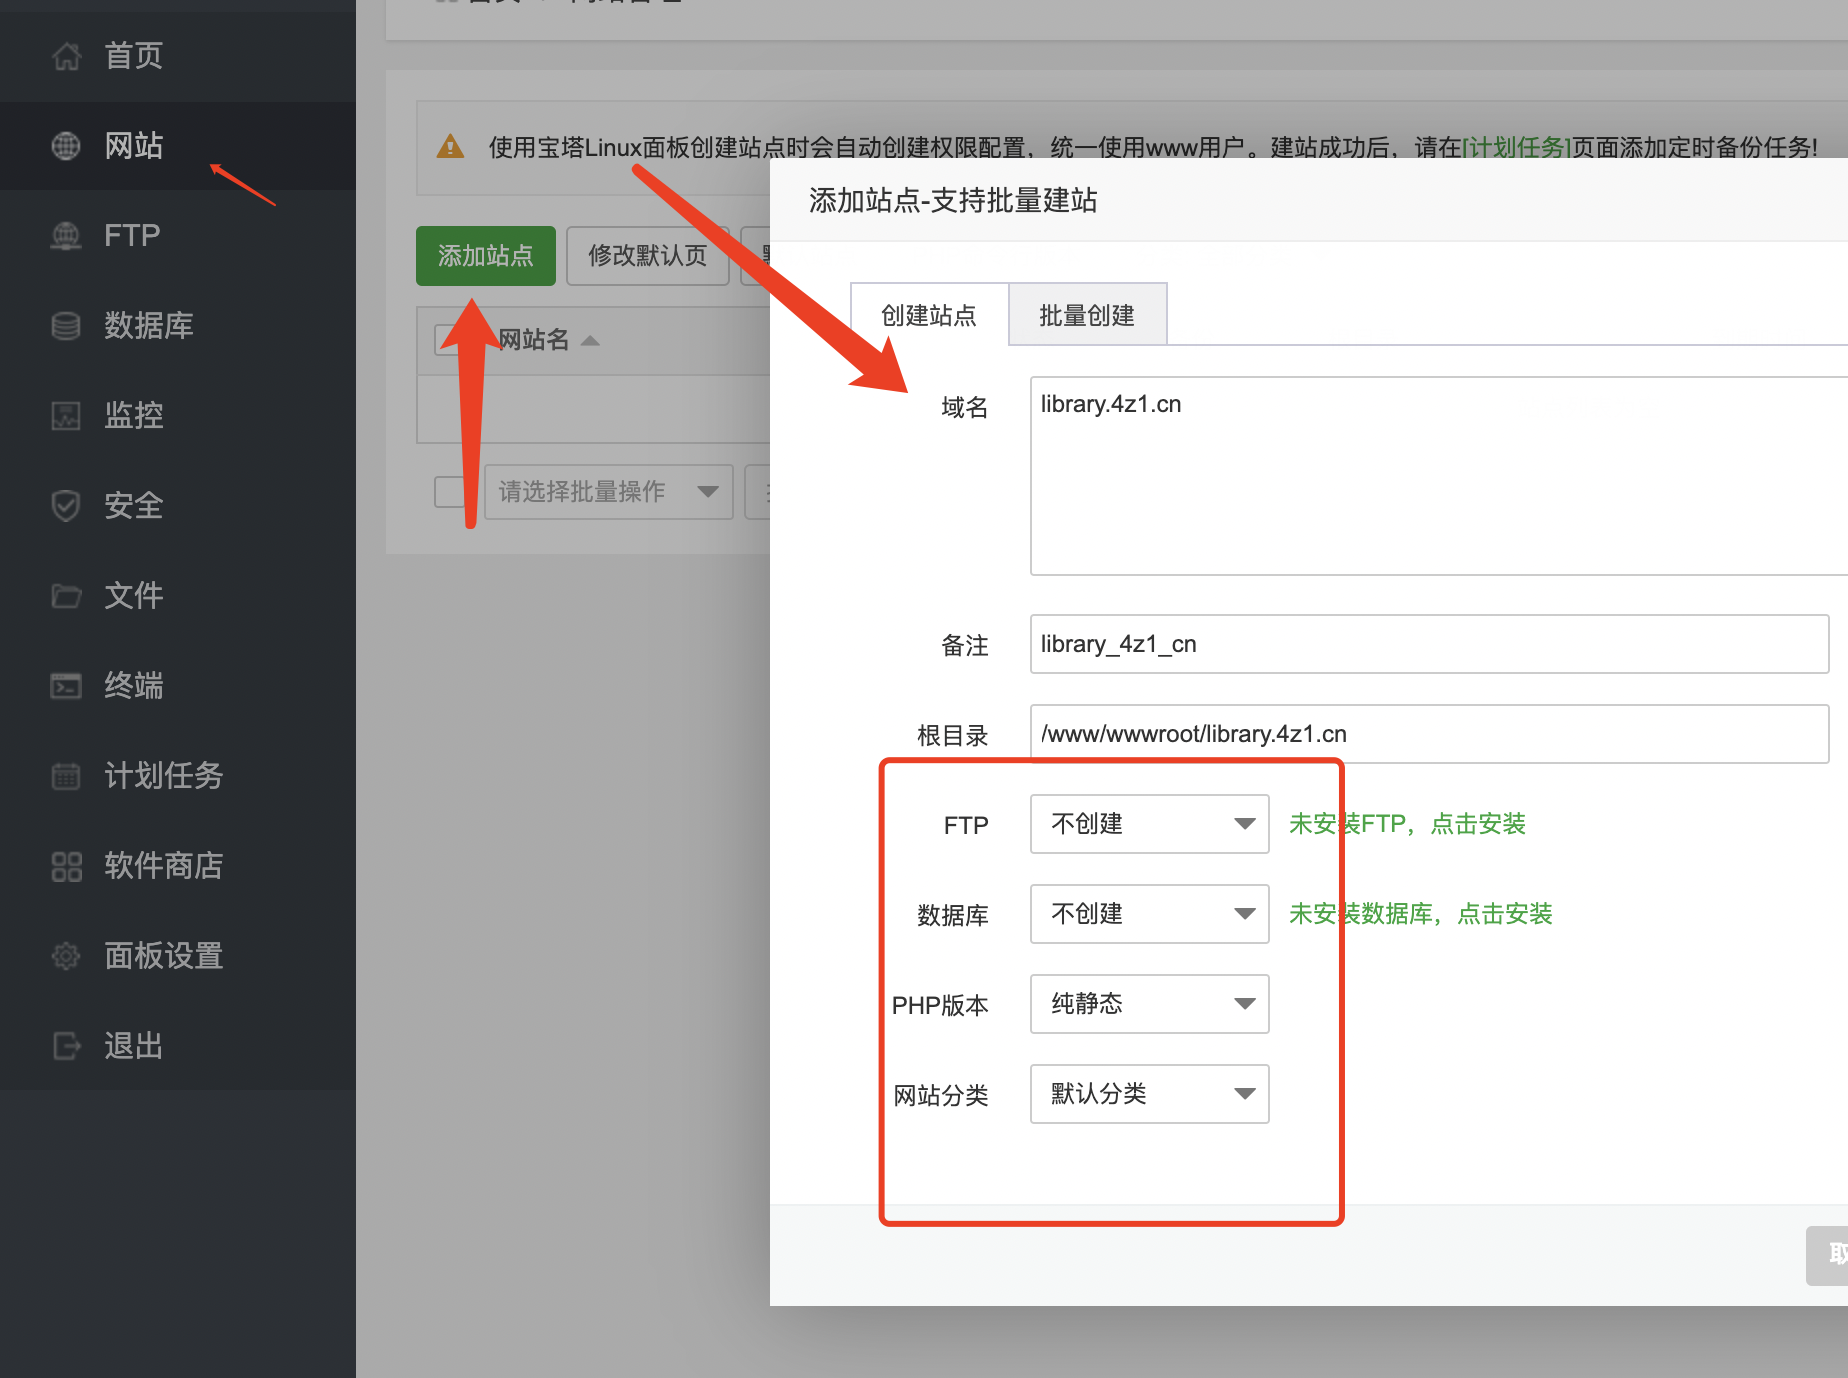 首页
网站
FTP
数据库
监控
安全
文件
终端
计划任务
软件商店
面板设置
退出
使用宝塔Linux面板创建站点时会自动创建权限配置，统一使用www用户。建站成功后，请在[计划任务]页面添加定时备份任务!
添加站点
修改默认页
网站名
请选择批量操作
添加站点-支持批量建站
创建站点
批量创建
域名
library.4z1.cn
备注
library_4z1_cn
根目录
/www/wwwroot/library.4z1.cn
FTP
不创建
未安装FTP，点击安装
数据库
不创建
未安装数据库，点击安装
PHP版本
纯静态
网站分类
默认分类
取